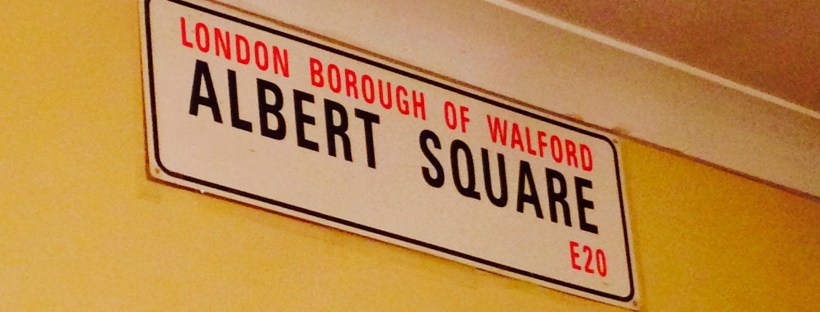 LONDON BOROUGH OF WALFORD
ALBERT SQUARE
E20